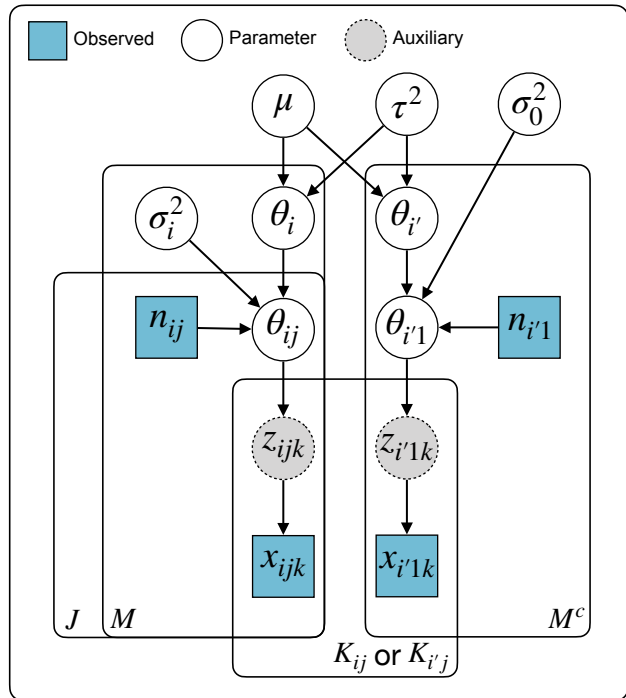 Observed Parameter Auxiliary
μ τ² σ₀²
σᵢ² θᵢ θᵢ′
nᵢⱼ θᵢⱼ θᵢ′₁ nᵢ′₁
zᵢⱼₖ zᵢ′₁ₖ
xᵢⱼₖ xᵢ′₁ₖ
J M Mᶜ
Kᵢⱼ or Kᵢ′ⱼ